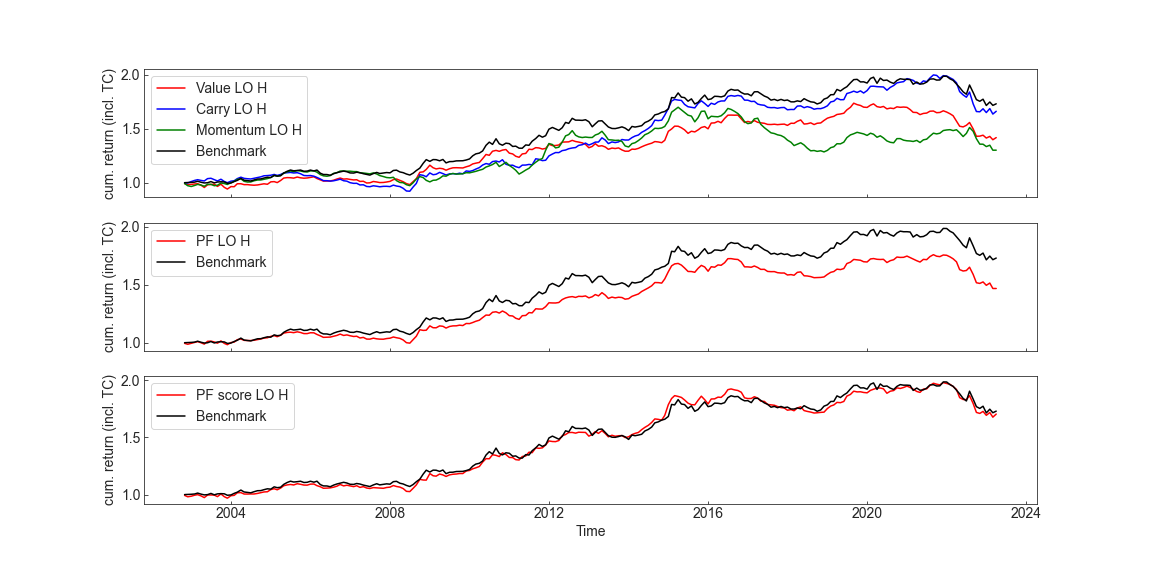 cum. return (incl. TC)
2.0
1.5
1.0
Value LO H
Carry LO H
Momentum LO H
Benchmark
cum. return (incl. TC)
2.0
1.5
1.0
PF LO H
Benchmark
cum. return (incl. TC)
2.0
1.5
1.0
PF score LO H
Benchmark
2004 2008 2012 2016 2020 2024
Time